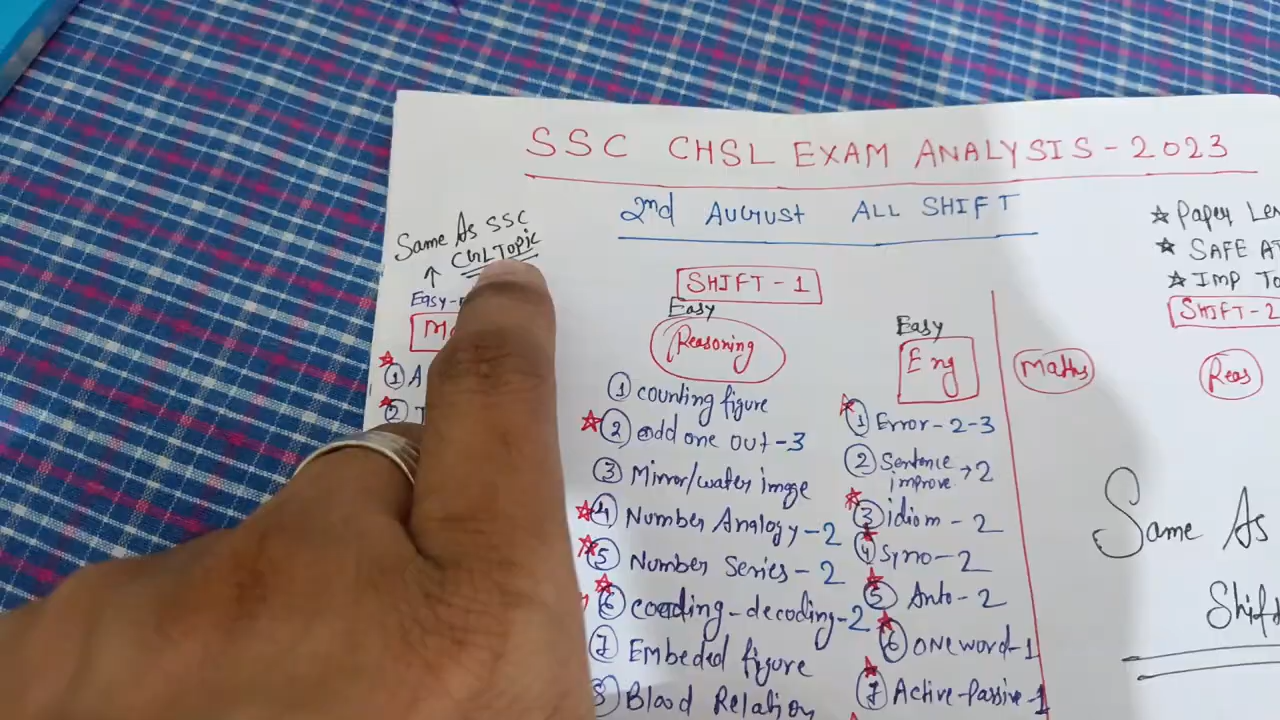 SSC CHSL EXAM ANALYSIS - 2023
2nd AUGUST ALL SHIFT
Same As SSC
CGL Topic
↑
Easy-
① A
②
SHIFT - 1
Easy
Reasoning
① counting figure
② odd one out - 3
③ Mirror/water image
④ Number Analogy - 2
⑤ Number Series - 2
⑥ coading-decoding-2
⑦ Embeded figure
⑧ Blood Relation
Easy
Eng
① Error - 2-3
② Sentence
improve. → 2
③ idiom - 2
④ Syno - 2
⑤ Anto - 2
⑥ ONE word - 1
⑦ Active-Passive - 1
☆ Paper
☆ SAFE
☆ IMP
SHIFT - 2
Maths
Reas
Same As